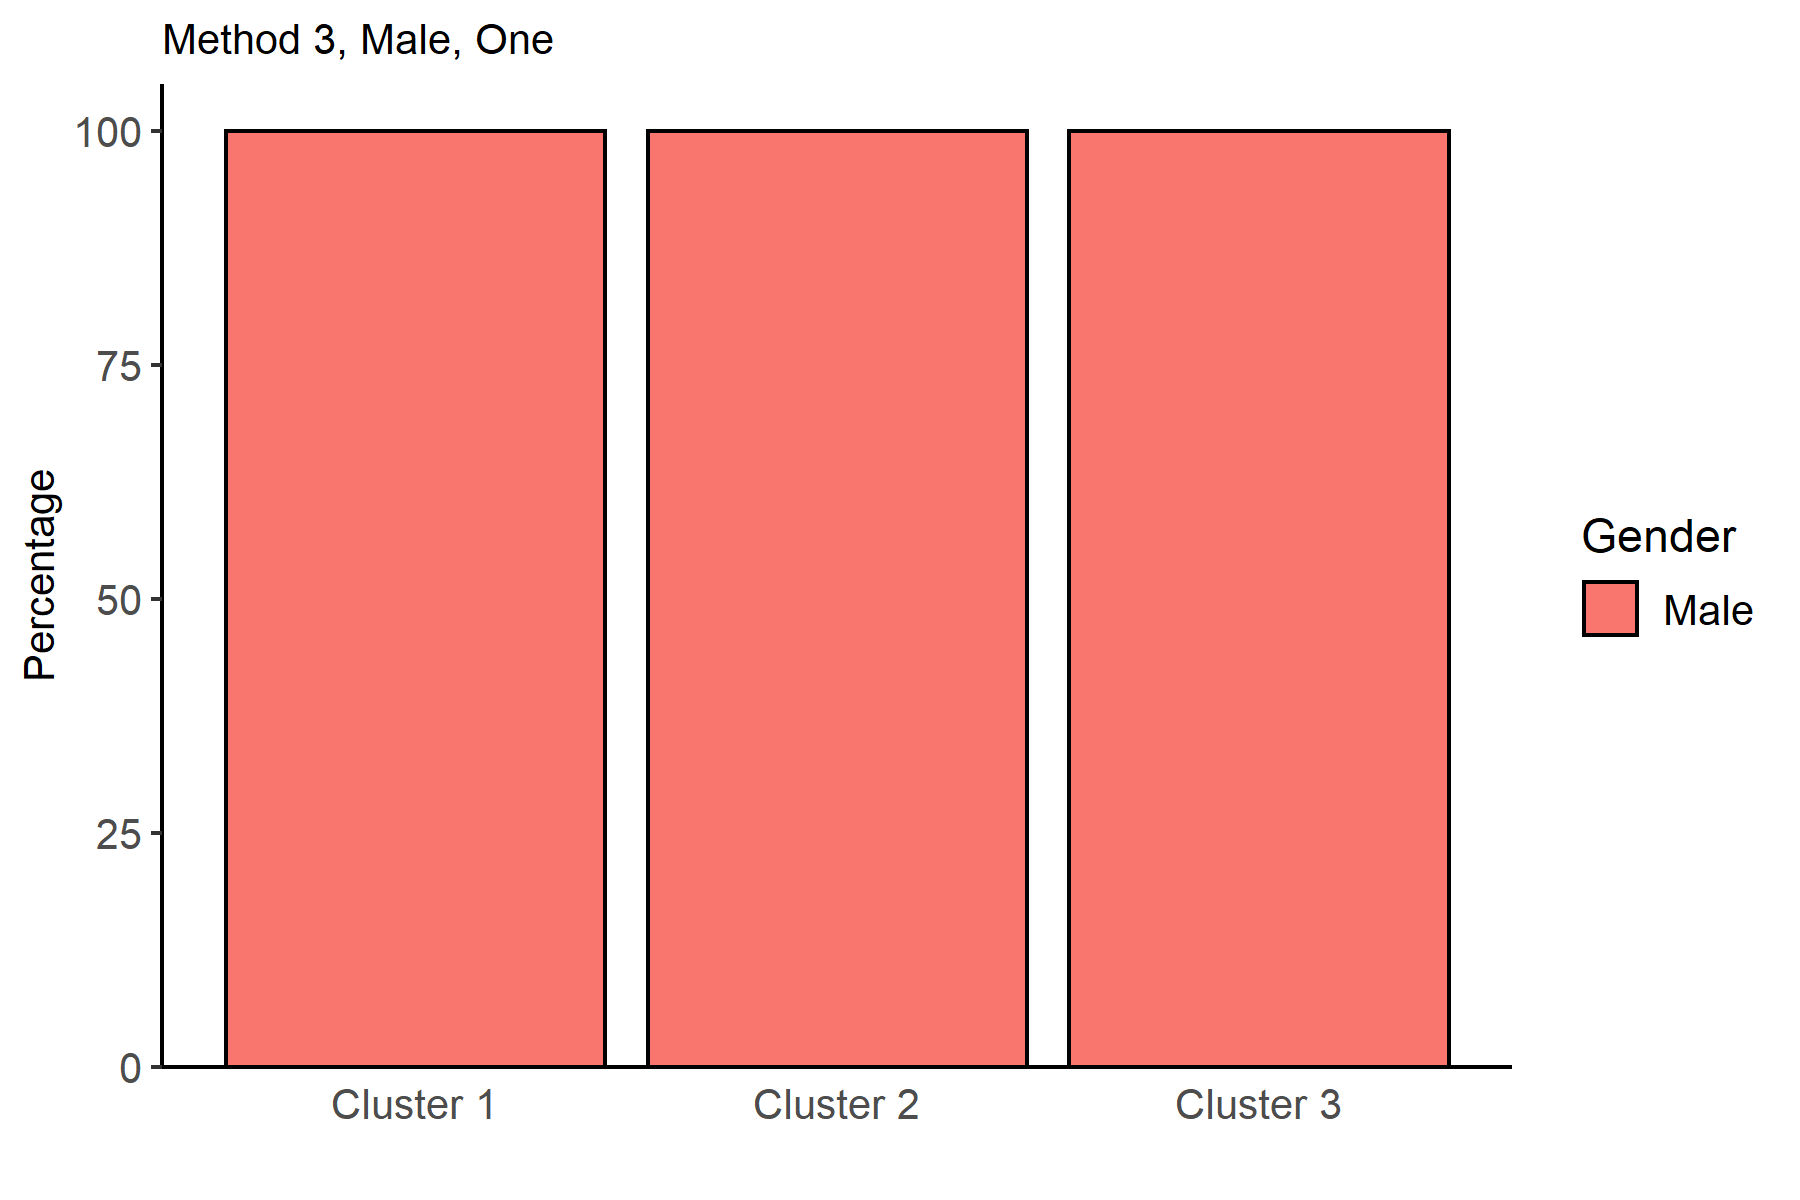 Method 3, Male, One
100
75
50
25
0
Percentage
Cluster 1
Cluster 2
Cluster 3
Gender
Male